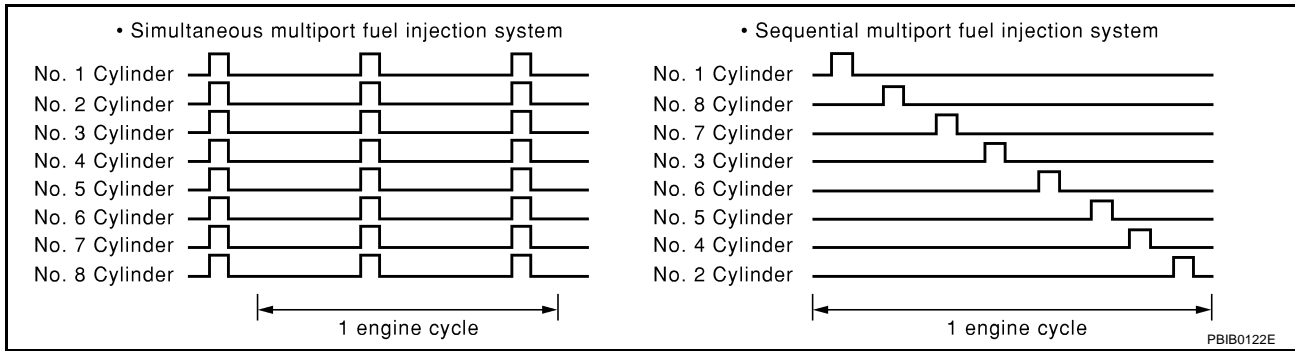 • Simultaneous multiport fuel injection system
No. 1 Cylinder
No. 2 Cylinder
No. 3 Cylinder
No. 4 Cylinder
No. 5 Cylinder
No. 6 Cylinder
No. 7 Cylinder
No. 8 Cylinder
1 engine cycle
• Sequential multiport fuel injection system
No. 1 Cylinder
No. 8 Cylinder
No. 7 Cylinder
No. 3 Cylinder
No. 6 Cylinder
No. 5 Cylinder
No. 4 Cylinder
No. 2 Cylinder
1 engine cycle
PBIB0122E